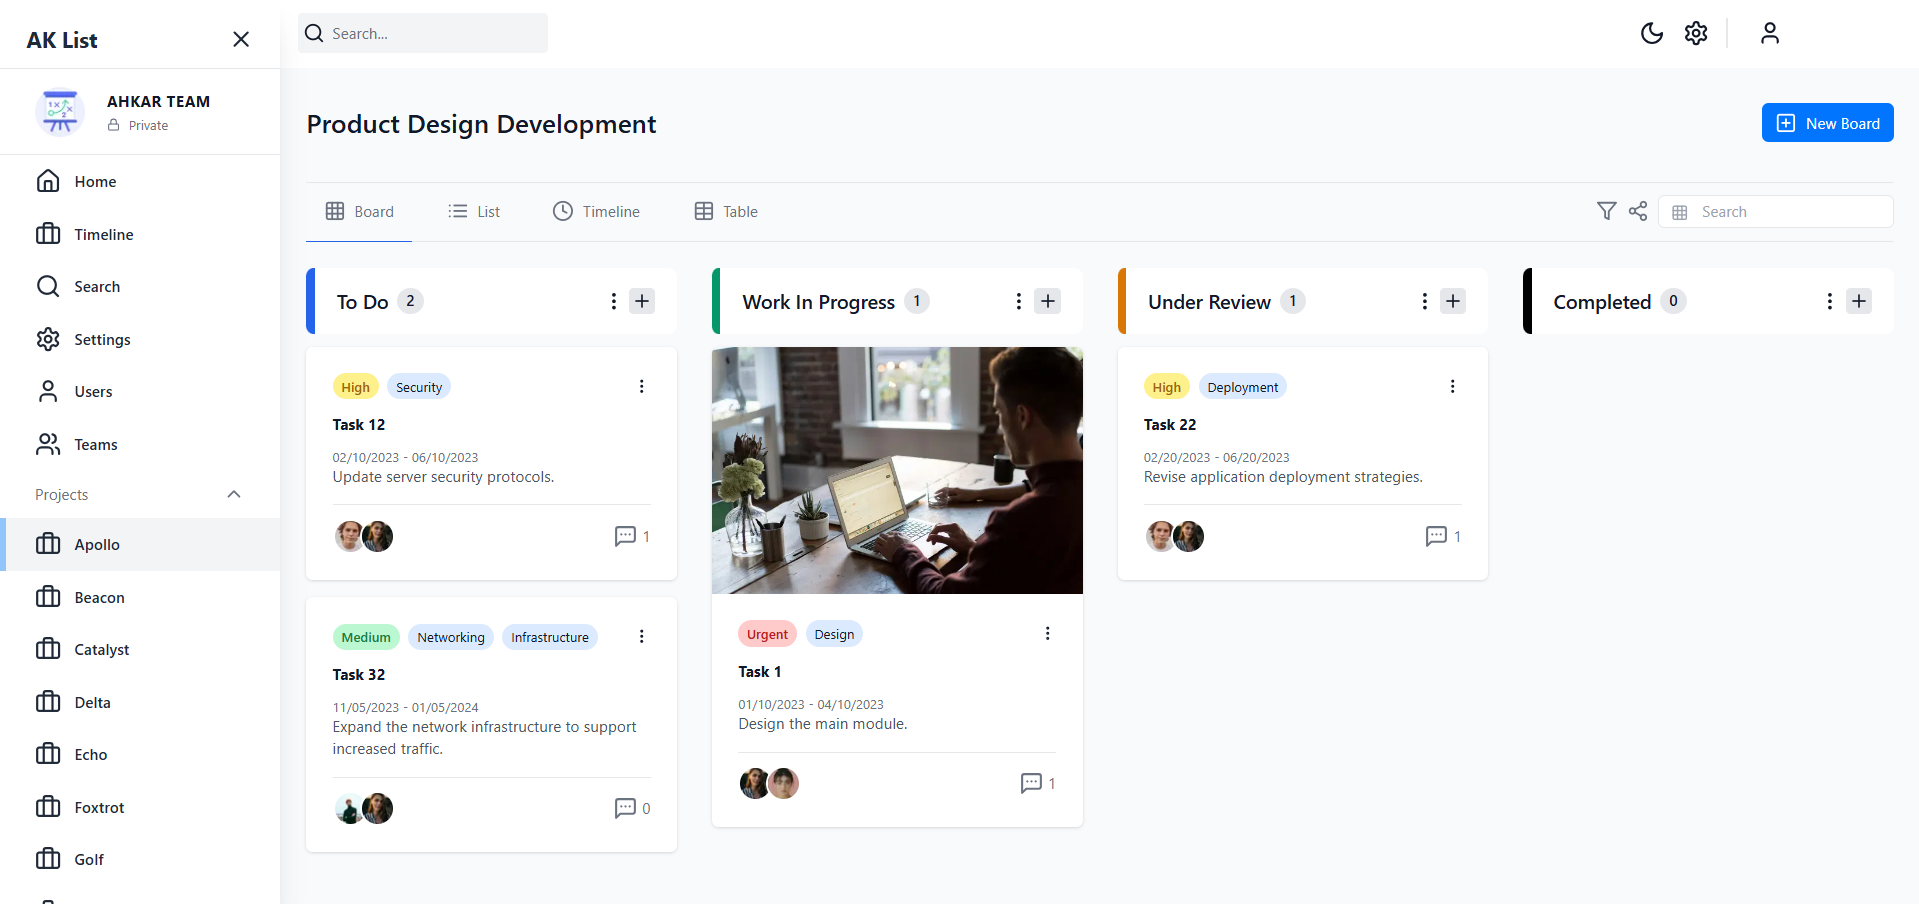 AK List
Search...
AHKAR TEAM
Private
Home
Timeline
Search
Settings
Users
Teams
Projects
Apollo
Beacon
Catalyst
Delta
Echo
Foxtrot
Golf
Product Design Development
New Board
Board
List
Timeline
Table
Search
To Do 2
High Security
Task 12
02/10/2023 - 06/10/2023
Update server security protocols.
1
Medium Networking Infrastructure
Task 32
11/05/2023 - 01/05/2024
Expand the network infrastructure to support
increased traffic.
0
Work In Progress 1
Urgent Design
Task 1
01/10/2023 - 04/10/2023
Design the main module.
1
Under Review 1
High Deployment
Task 22
02/20/2023 - 06/20/2023
Revise application deployment strategies.
1
Completed 0